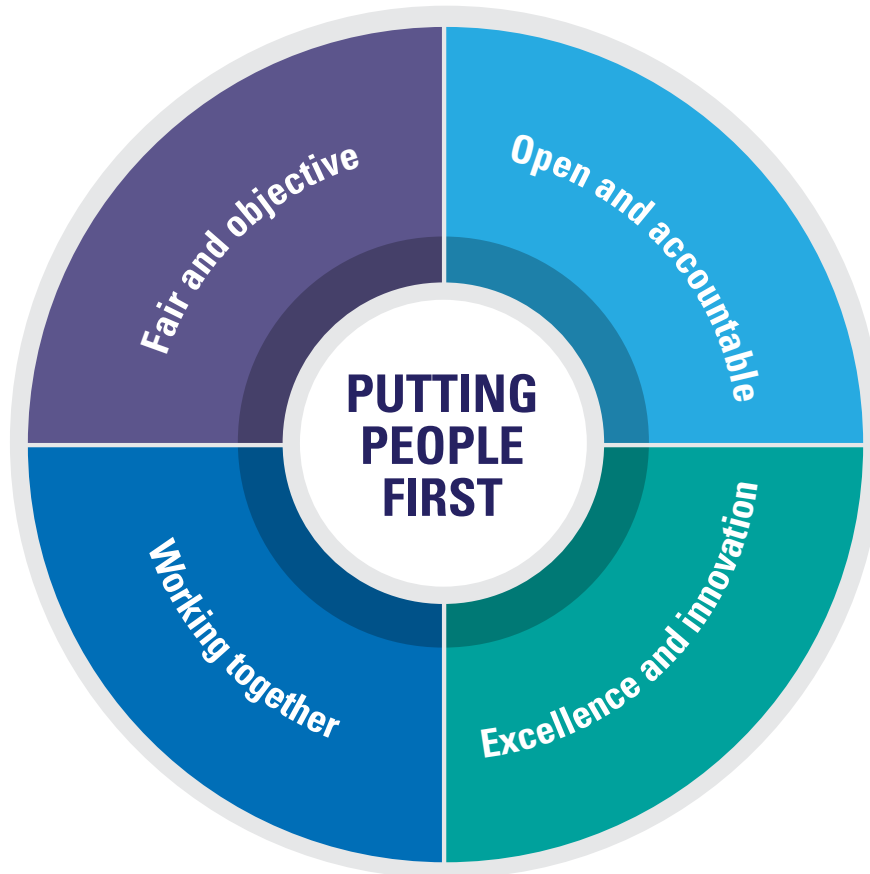 Fair and objective
Open and accountable
PUTTING
PEOPLE
FIRST
Working together
Excellence and innovation